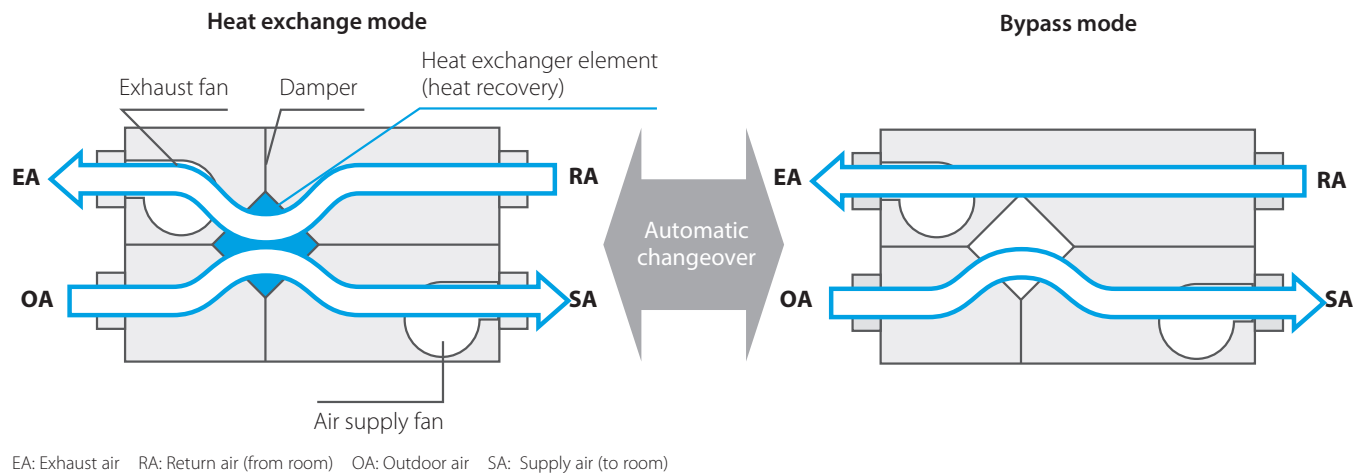 Heat exchange mode
Bypass mode
Heat exchanger element
(heat recovery)
Exhaust fan
Damper
EA
RA
EA
RA
Automatic
changeover
OA
SA
OA
SA
Air supply fan
EA: Exhaust air RA: Return air (from room) OA: Outdoor air SA: Supply air (to room)